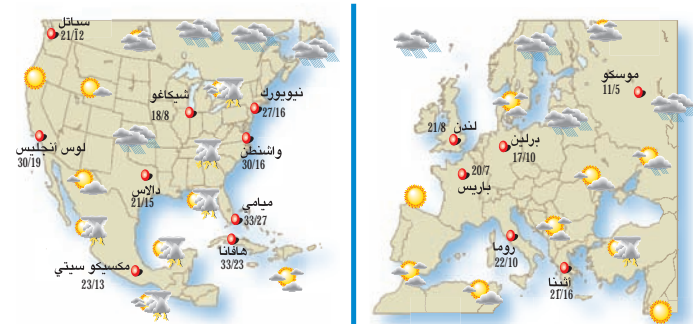 سياتل
21/12
شيكاغو
18/8
نيويورك
27/16
لوس انجليس
30/19
واشنطن
30/16
دالاس
21/15
ميامي
33/27
هافانا
33/23
مكسيكو سيتي
23/13
موسكو
11/5
لندن
21/8
برلين
17/10
20/7
باريس
روما
22/10
أثينا
21/16